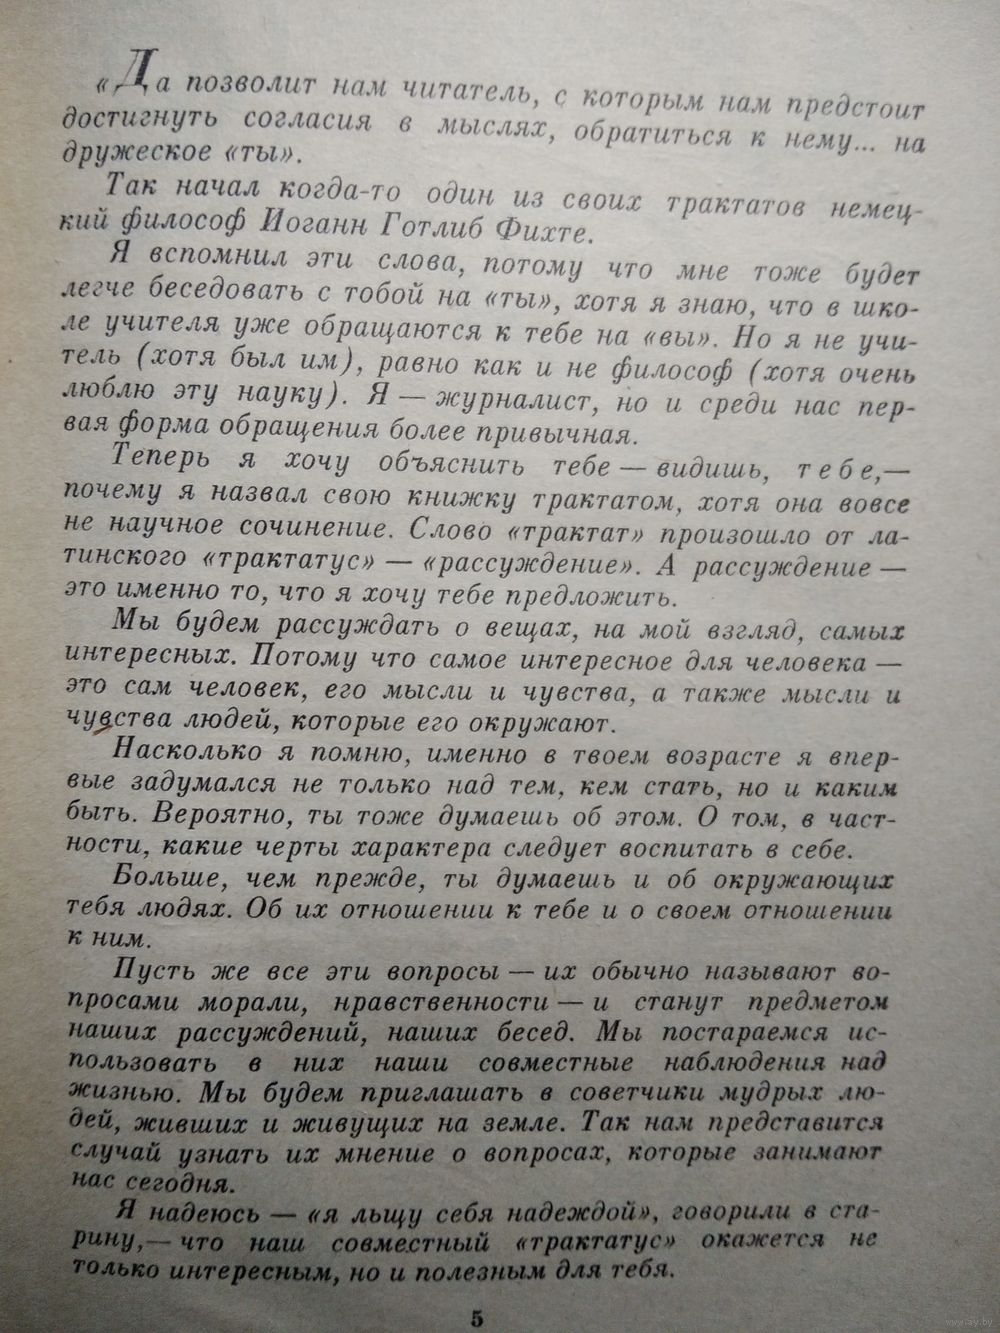 «Да позволит нам читатель, с которым нам предстоит
достигнуть согласия в мыслях, обратиться к нему... на
дружеское «ты».
Так начал когда-то один из своих трактатов немец-
кий философ Иоганн Готлиб Фихте.
Я вспомнил эти слова, потому что мне тоже будет
легче беседовать с тобой на «ты», хотя я знаю, что в шко-
ле учителя уже обращаются к тебе на «вы». Но я не учи-
тель (хотя был им), равно как и не философ (хотя очень
люблю эту науку). Я — журналист, но и среди нас пер-
вая форма обращения более привычная.
Теперь я хочу объяснить тебе — видишь, тебе,—
почему я назвал свою книжку трактатом, хотя она вовсе
не научное сочинение. Слово «трактат» произошло от ла-
тинского «трактатус» — «рассуждение». А рассуждение —
это именно то, что я хочу тебе предложить.
Мы будем рассуждать о вещах, на мой взгляд, самых
интересных. Потому что самое интересное для человека —
это сам человек, его мысли и чувства, а также мысли и
чувства людей, которые его окружают.
Насколько я помню, именно в твоем возрасте я впер-
вые задумался не только над тем, кем стать, но и каким
быть. Вероятно, ты тоже думаешь об этом. О том, в част-
ности, какие черты характера следует воспитать в себе.
Больше, чем прежде, ты думаешь и об окружающих
тебя людях. Об их отношении к тебе и о своем отношении
к ним.
Пусть же все эти вопросы — их обычно называют во-
просами морали, нравственности — и станут предметом
наших рассуждений, наших бесед. Мы постараемся ис-
пользовать в них наши совместные наблюдения над
жизнью. Мы будем приглашать в советчики мудрых лю-
дей, живших и живущих на земле. Так нам представится
случай узнать их мнение о вопросах, которые занимают
нас сегодня.
Я надеюсь — «я льщу себя надеждой», говорили в ста-
рину,— что наш совместный «трактатус» окажется не
только интересным, но и полезным для тебя.
5
www.ay.by